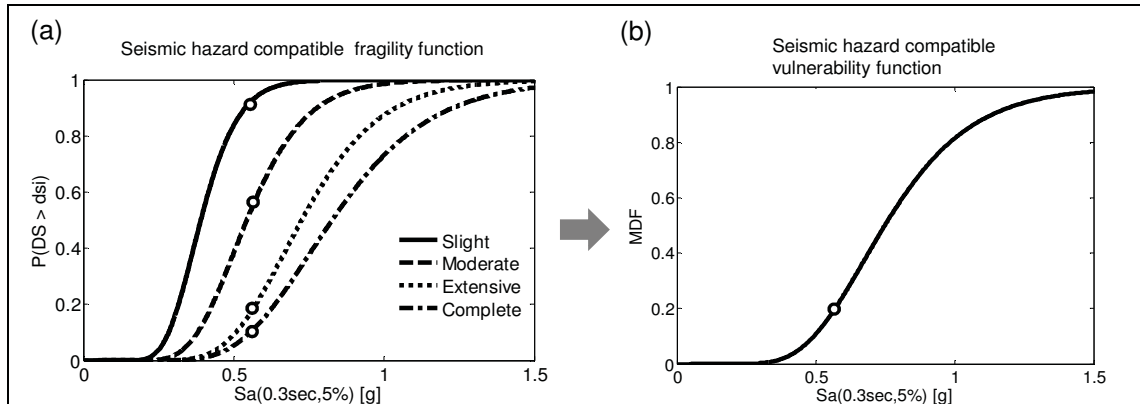 (a)
Seismic hazard compatible fragility function
1
0.8
0.6
0.4
0.2
0
P(DS > dsi)
Slight
Moderate
Extensive
Complete
0 0.5 1 1.5
Sa(0.3sec,5%) [g]
(b)
Seismic hazard compatible
vulnerability function
1
0.8
0.6
0.4
0.2
0
MDF
0 0.5 1 1.5
Sa(0.3sec,5%) [g]